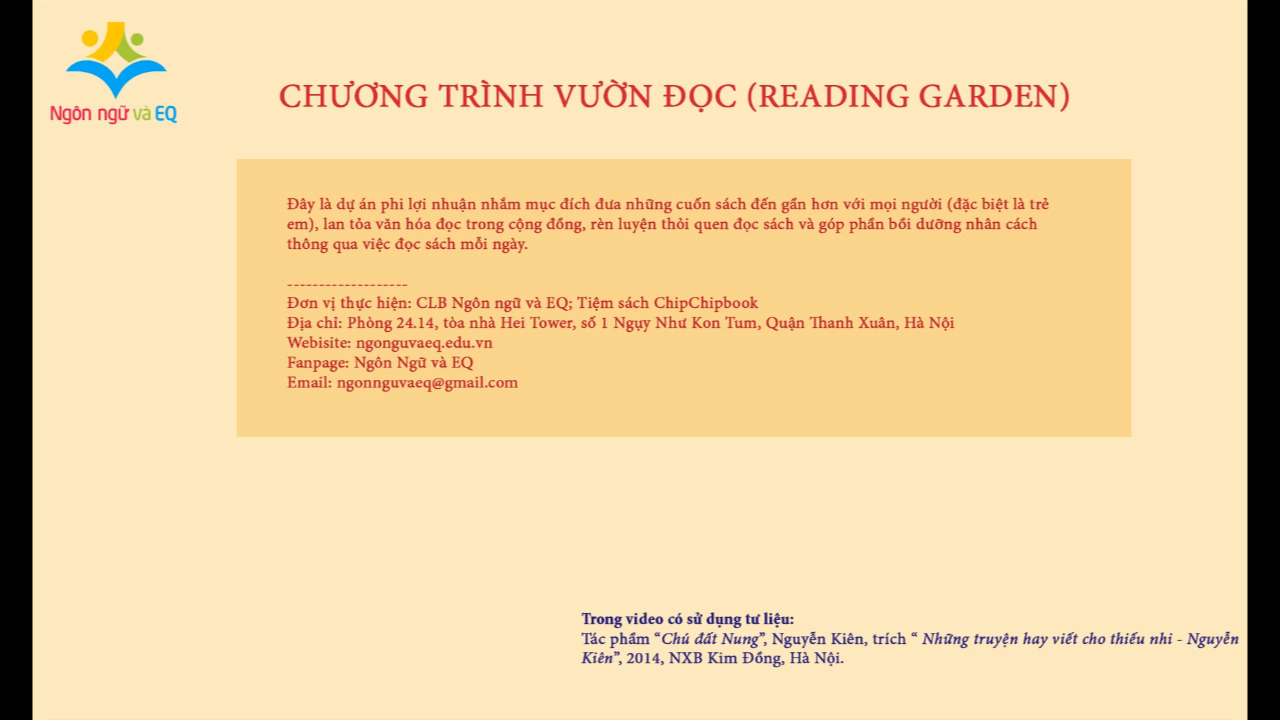 Ngôn ngữ và EQ
CHƯƠNG TRÌNH VƯỜN ĐỌC (READING GARDEN)
Đây là dự án phi lợi nhuận nhắm mục đích đưa những cuốn sách đến gần hơn với mọi người (đặc biệt là trẻ
em), lan tỏa văn hóa đọc trong cộng đồng, rèn luyện thỏi quen đọc sách và góp phần bồi dưỡng nhân cách
thông qua việc đọc sách mỗi ngày.
-------------------
Đơn vị thực hiện: CLB Ngôn ngữ và EQ; Tiệm sách ChipChipbook
Địa chỉ: Phòng 24.14, tòa nhà Hei Tower, số 1 Ngụy Như Kon Tum, Quận Thanh Xuân, Hà Nội
Webisite: ngonguvaeq.edu.vn
Fanpage: Ngôn Ngữ và EQ
Email: ngonnguvaeq@gmail.com
Trong video có sử dụng tư liệu:
Tác phẩm “Chú đất Nung”, Nguyễn Kiên, trích “ Những truyện hay viết cho thiếu nhi - Nguyễn
Kiên”, 2014, NXB Kim Đồng, Hà Nội.